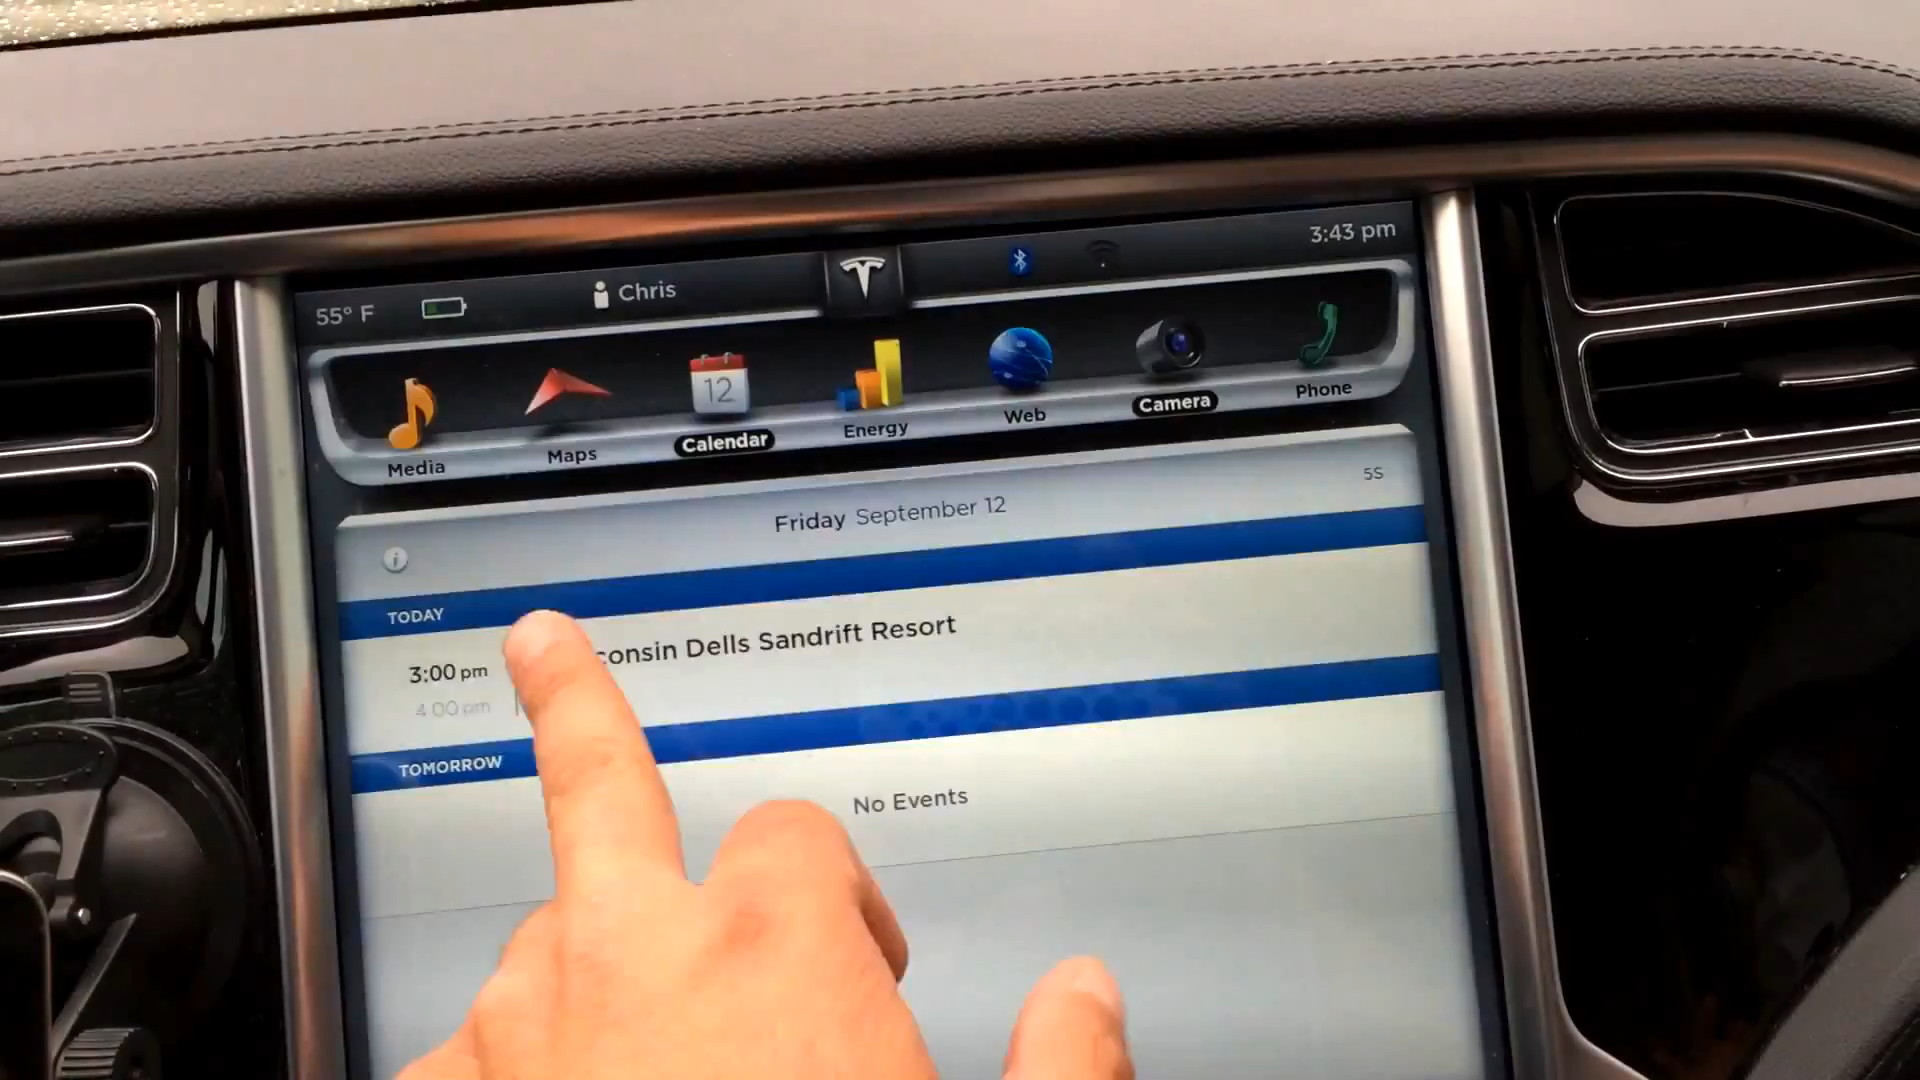 55° F
Chris
3:43 pm
Media
Maps
12
Calendar
Energy
Web
Camera
Phone
Friday September 12
5S
TODAY
3:00 pm
consin Dells Sandrift Resort
4:00 pm
TOMORROW
No Events